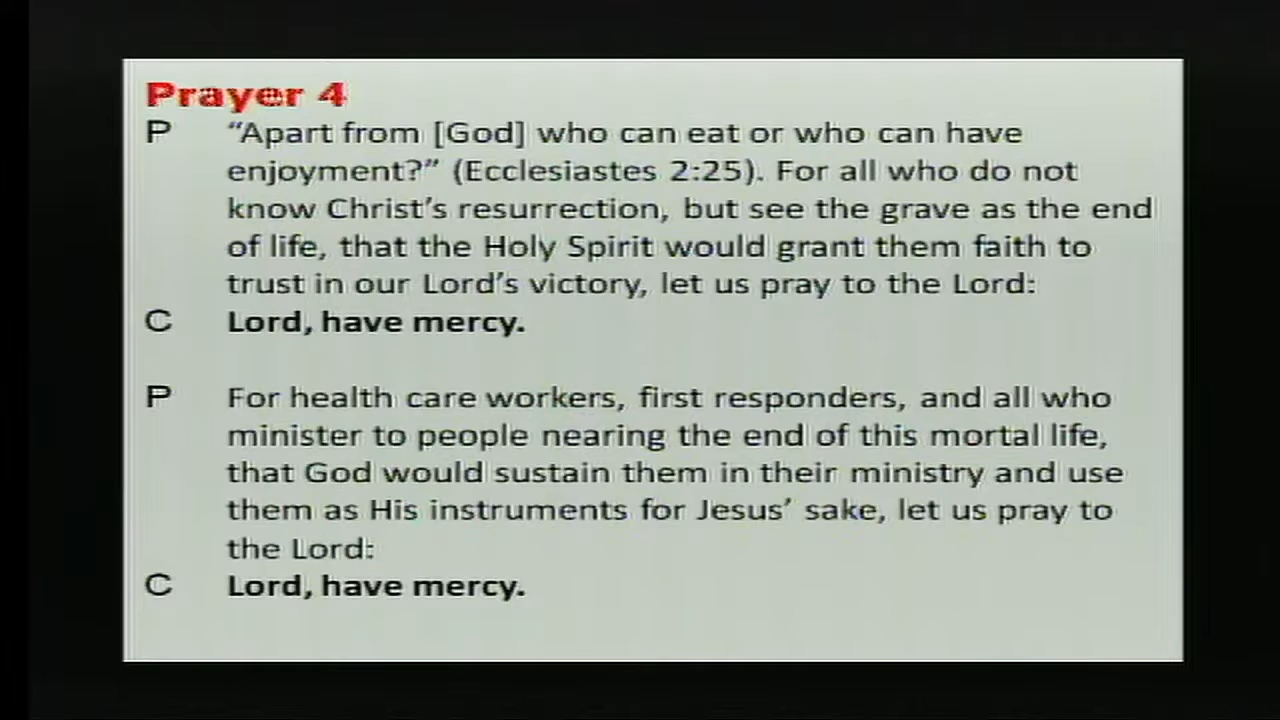 Prayer 4
P “Apart from [God] who can eat or who can have
enjoyment?” (Ecclesiastes 2:25). For all who do not
know Christ’s resurrection, but see the grave as the end
of life, that the Holy Spirit would grant them faith to
trust in our Lord’s victory, let us pray to the Lord:
C Lord, have mercy.
P For health care workers, first responders, and all who
minister to people nearing the end of this mortal life,
that God would sustain them in their ministry and use
them as His instruments for Jesus’ sake, let us pray to
the Lord:
C Lord, have mercy.